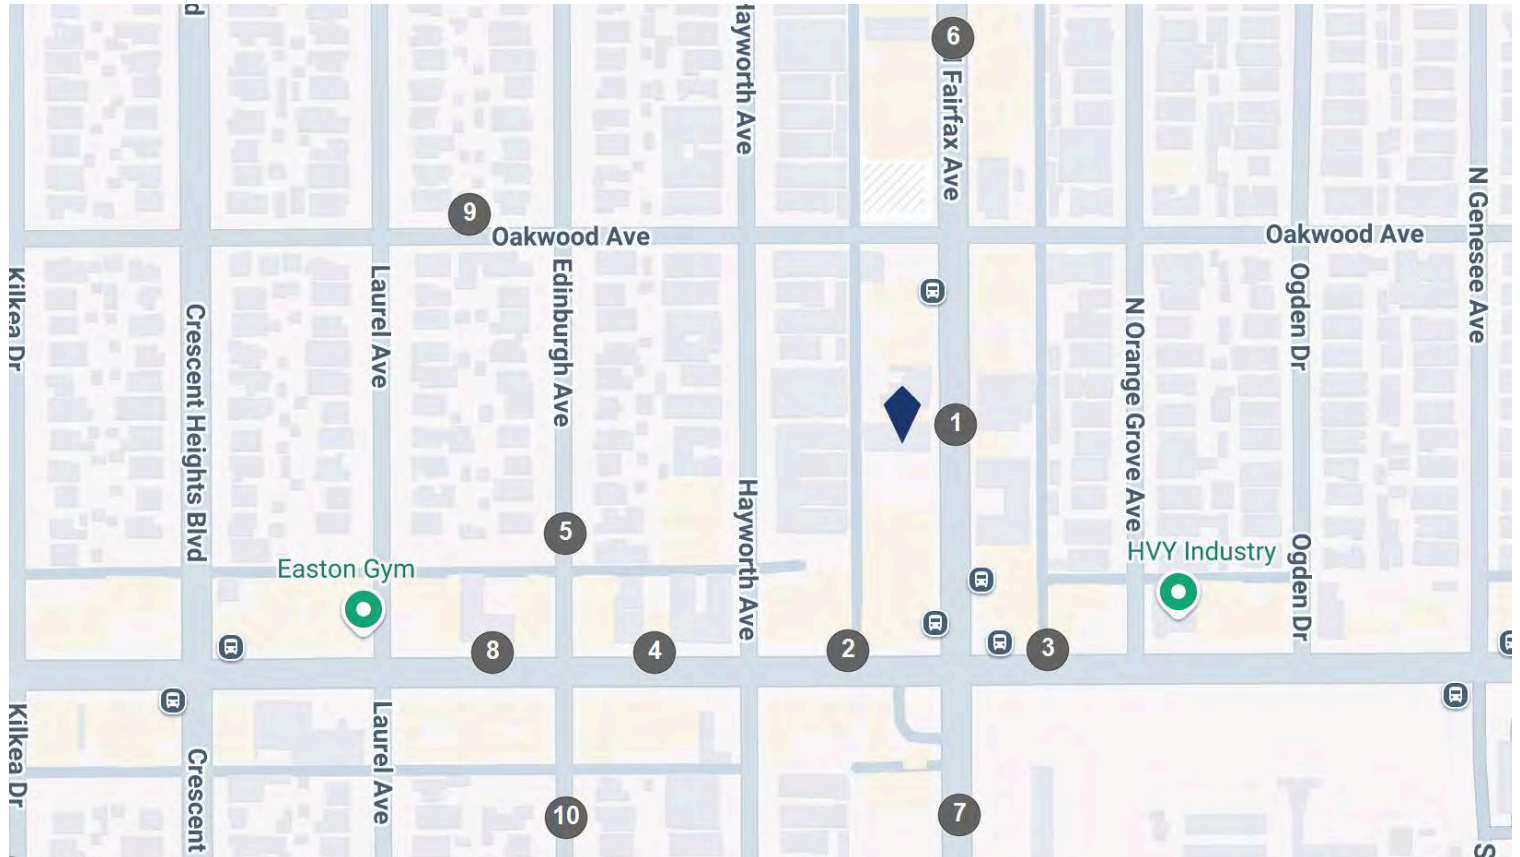 6
Hayworth Ave
Fairfax Ave
N Genesee Ave
9
Oakwood Ave
Oakwood Ave
Kilkea Dr
Crescent Heights Blvd
Laurel Ave
Edinburgh Ave
N Orange Grove Ave
Ogden Dr
1
Hayworth Ave
5
Easton Gym
HVY Industry
Ogden Dr
8
4
2
3
Kilkea Dr
Crescent
Laurel Ave
10
7